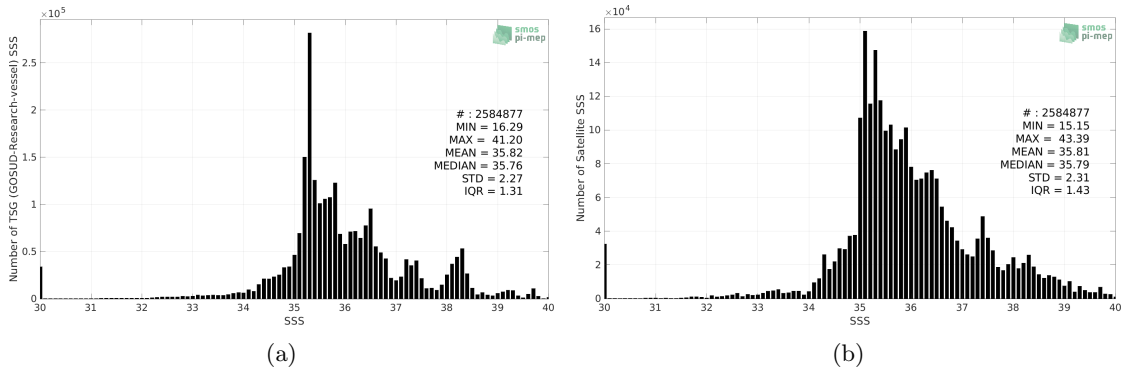 ×10⁵
Number of TSG (GOSUD-Research-vessel) SSS
2.5
2
1.5
1
0.5
0
30 31 32 33 34 35 36 37 38 39 40
SSS
smos
pi-mep
# : 2584877
MIN = 16.29
MAX = 41.20
MEAN = 35.82
MEDIAN = 35.76
STD = 2.27
IQR = 1.31
(a)
×10⁴
Number of Satellite SSS
16
14
12
10
8
6
4
2
0
30 31 32 33 34 35 36 37 38 39 40
SSS
smos
pi-mep
# : 2584877
MIN = 15.15
MAX = 43.39
MEAN = 35.81
MEDIAN = 35.79
STD = 2.31
IQR = 1.43
(b)